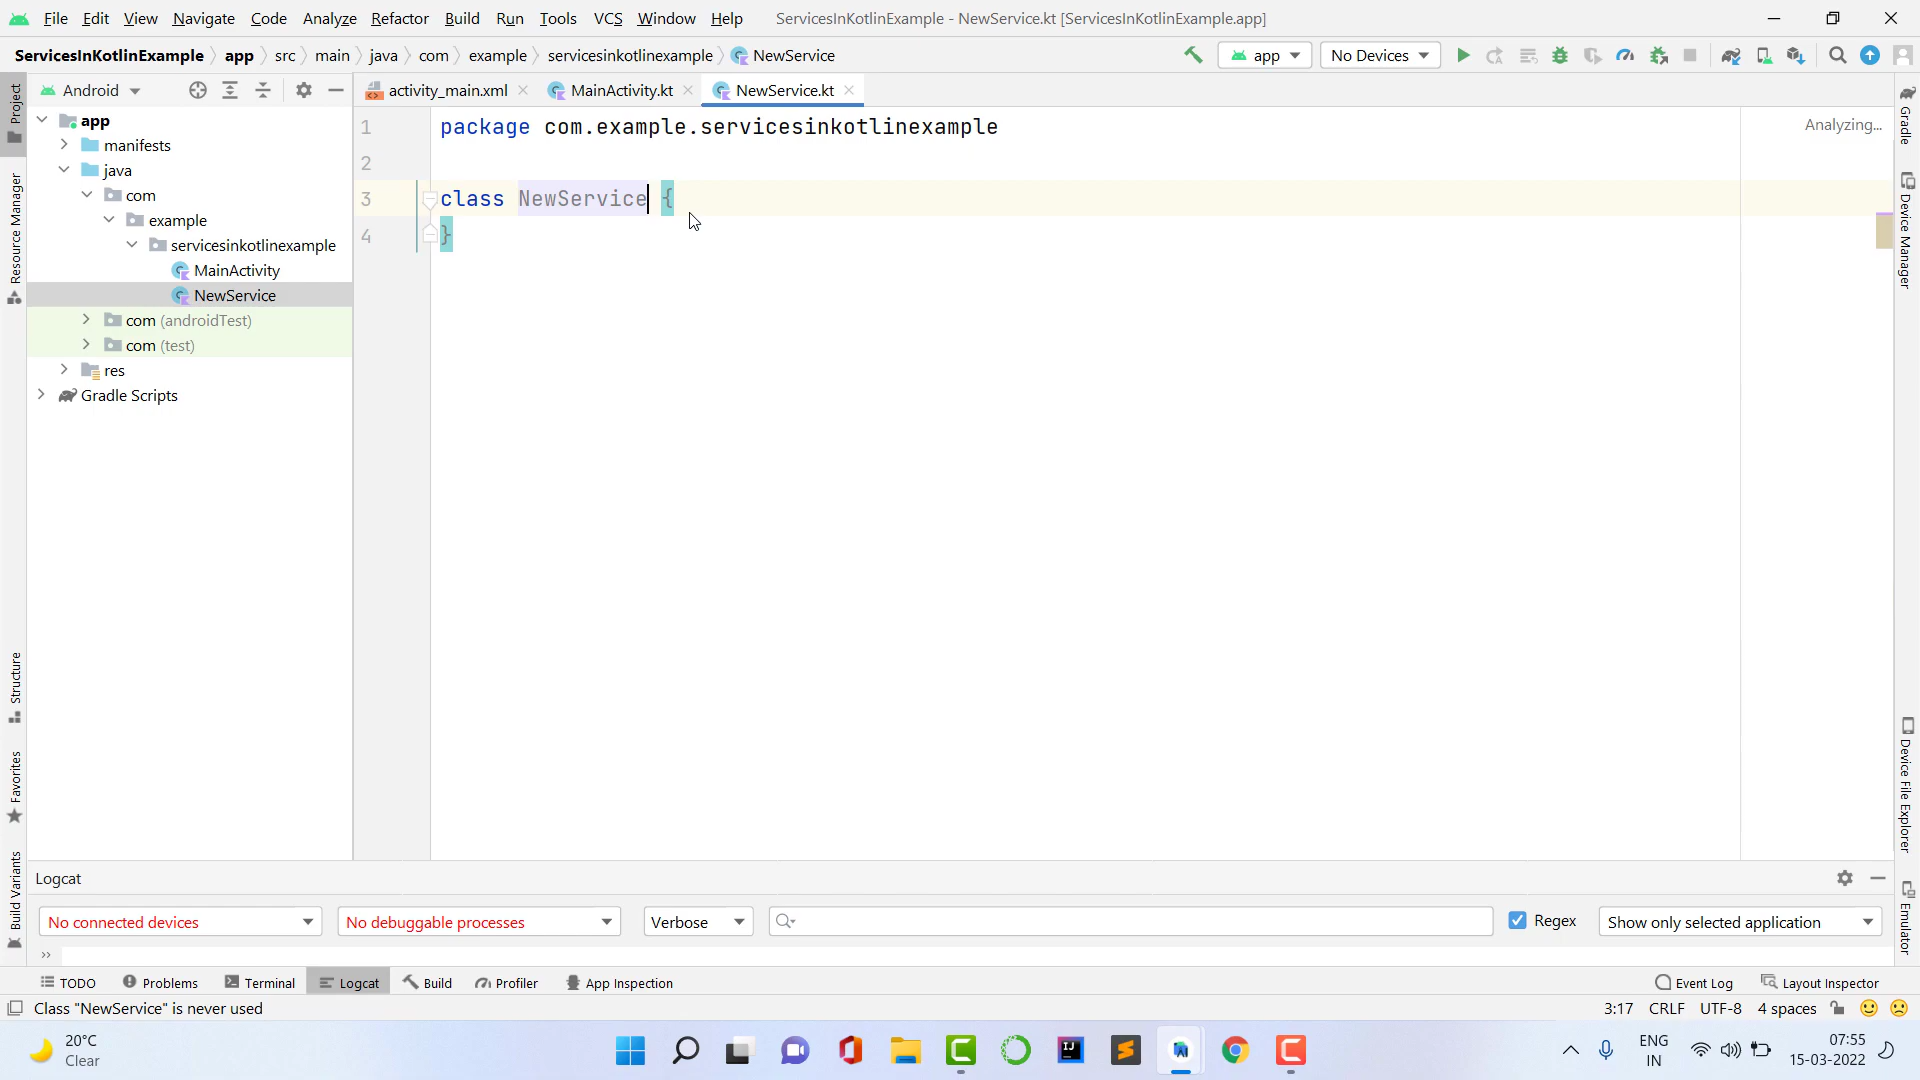 File Edit View Navigate Code Analyze Refactor Build Run Tools VCS Window Help ServicesInKotlinExample - NewService.kt [ServicesInKotlinExample.app]
ServicesInKotlinExample app src main java com example servicesinkotlinexample NewService app No Devices
Android activity_main.xml MainActivity.kt NewService.kt
app
manifests
java
com
example
servicesinkotlinexample
MainActivity
NewService
com (androidTest)
com (test)
res
Gradle Scripts
1 package com.example.servicesinkotlinexample
2
3 class NewService {
4 }
Analyzing...
Project
Resource Manager
Structure
Favorites
Build Variants
Gradle
Device Manager
Device File Explorer
Emulator
Logcat
No connected devices No debuggable processes Verbose Regex Show only selected application
TODO Problems Terminal Logcat Build Profiler App Inspection Event Log Layout Inspector
Class "NewService" is never used 3:17 CRLF UTF-8 4 spaces
20°C
Clear
ENG
IN
07:55
15-03-2022